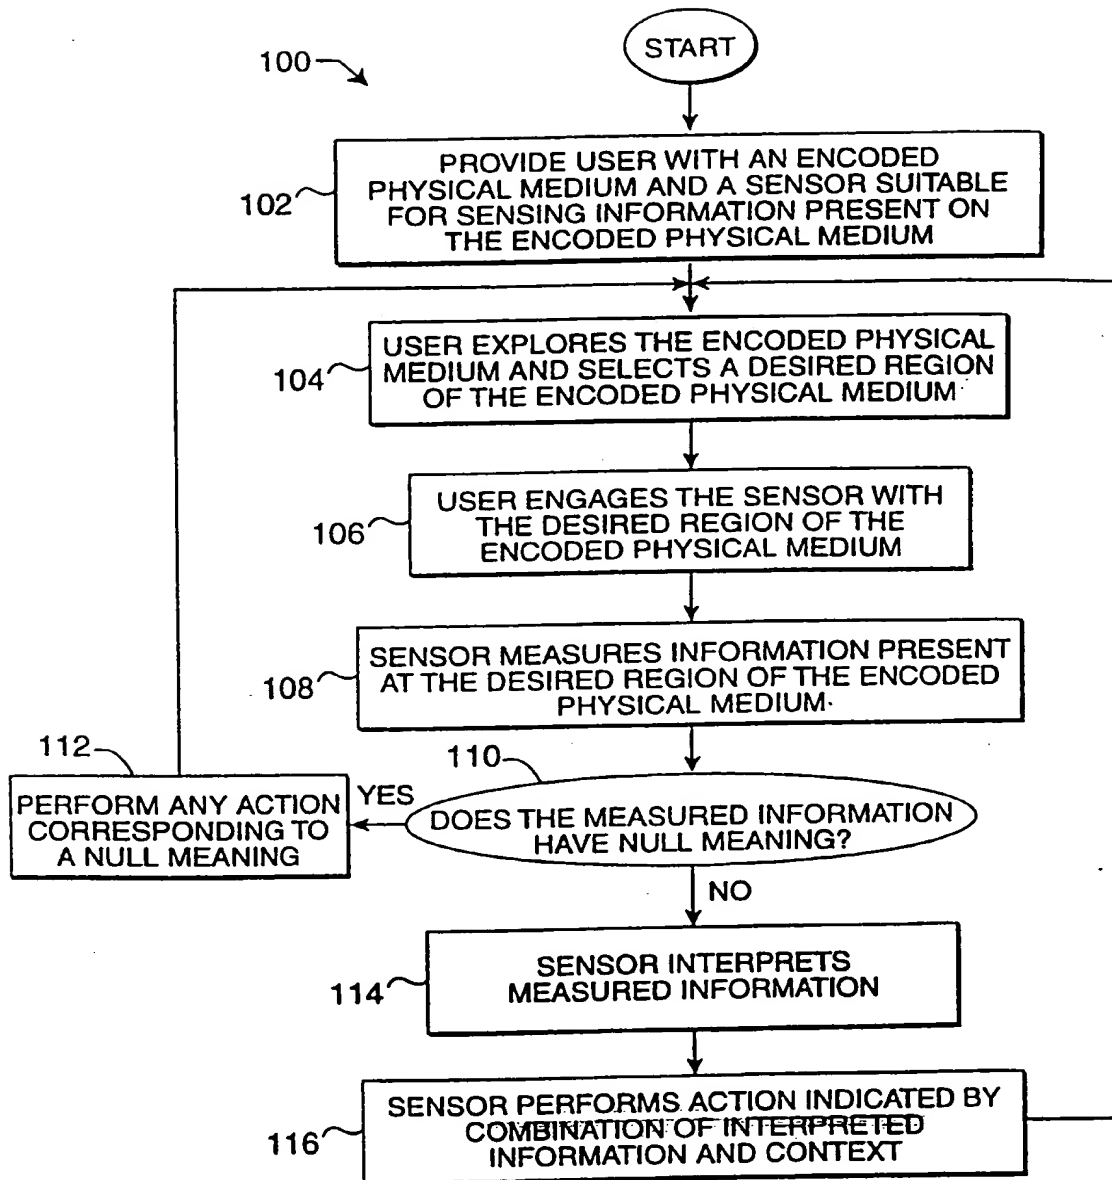 START
100
PROVIDE USER WITH AN ENCODED
PHYSICAL MEDIUM AND A SENSOR SUITABLE
FOR SENSING INFORMATION PRESENT ON
THE ENCODED PHYSICAL MEDIUM
102
USER EXPLORES THE ENCODED PHYSICAL
MEDIUM AND SELECTS A DESIRED REGION
OF THE ENCODED PHYSICAL MEDIUM
104
USER ENGAGES THE SENSOR WITH
THE DESIRED REGION OF THE
ENCODED PHYSICAL MEDIUM
106
SENSOR MEASURES INFORMATION PRESENT
AT THE DESIRED REGION OF THE ENCODED
PHYSICAL MEDIUM
108
110
DOES THE MEASURED INFORMATION
HAVE NULL MEANING?
YES
112
PERFORM ANY ACTION
CORRESPONDING TO
A NULL MEANING
NO
SENSOR INTERPRETS
MEASURED INFORMATION
114
SENSOR PERFORMS ACTION INDICATED BY
COMBINATION OF INTERPRETED
INFORMATION AND CONTEXT
116